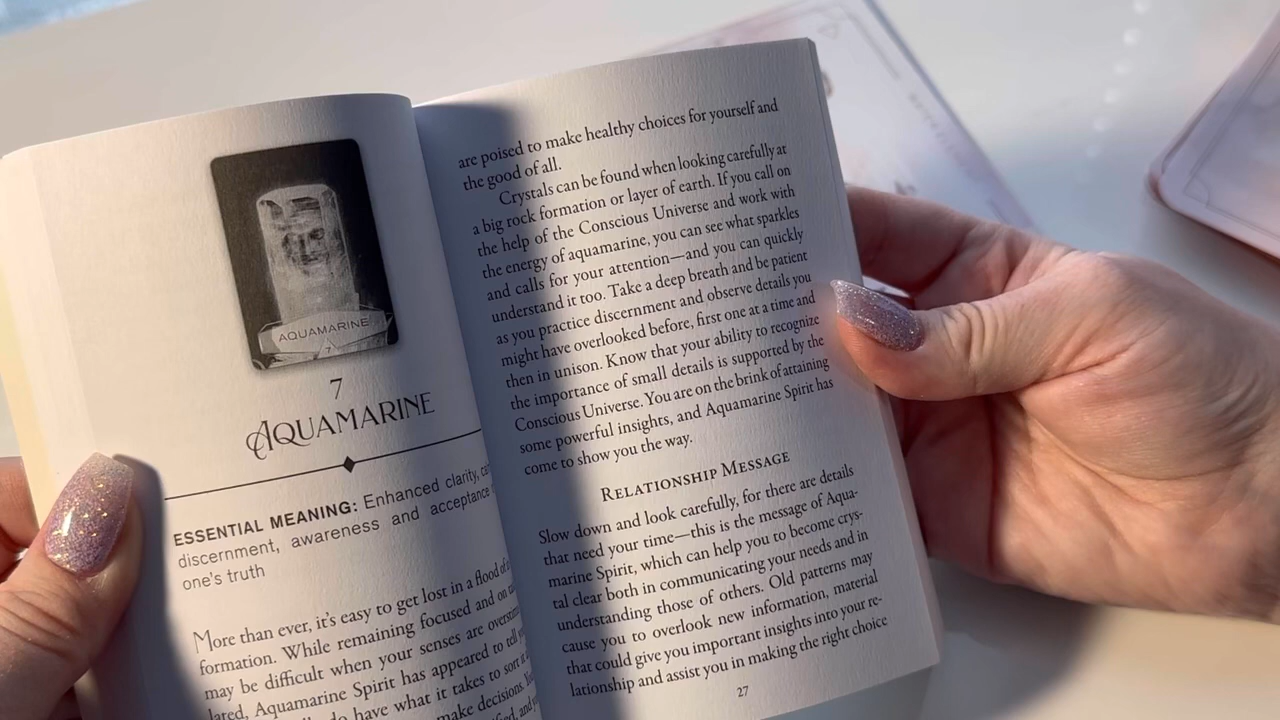 AQUAMARINE
7
7
AQUAMARINE
ESSENTIAL MEANING: Enhanced clarity,
discernment, awareness and acceptance
one's truth
More than ever, it's easy to get lost in a flood of
formation. While remaining focused and on
may be difficult when your senses are
lared, Aquamarine Spirit has appeared to tell
do have what it takes to sort it
make decisions.
are poised to make healthy choices for yourself and
the good of all.
Crystals can be found when looking carefully at
a big rock formation or layer of earth. If you call on
the help of the Conscious Universe and work with
the energy of aquamarine, you can see what sparkles
and calls for your attention—and you can quickly
understand it too. Take a deep breath and be patient
as you practice discernment and observe details you
might have overlooked before, first one at a time and
then in unison. Know that your ability to recognize
the importance of small details is supported by the
Conscious Universe. You are on the brink of attaining
some powerful insights, and Aquamarine Spirit has
come to show you the way.
RELATIONSHIP MESSAGE
Slow down and look carefully, for there are details
that need your time—this is the message of Aqua-
marine Spirit, which can help you to become crys-
tal clear both in communicating your needs and in
understanding those of others. Old patterns may
cause you to overlook new information, material
that could give you important insights into your re-
lationship and assist you in making the right choice
27